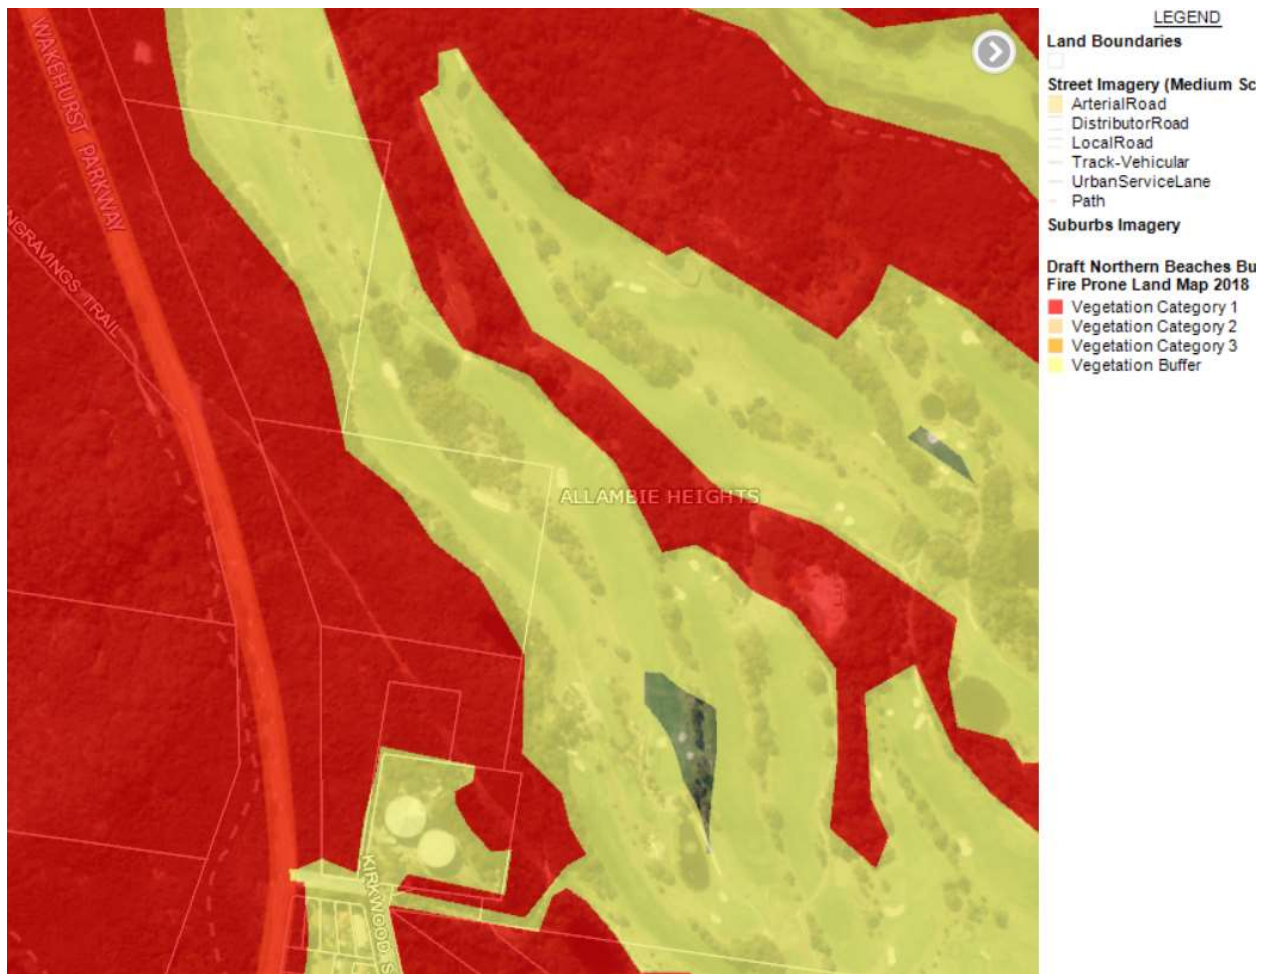 WAKEHURST PARKWAY
NGRAVINGS TRAIL
ALLAMBIE HEIGHTS
KIRKWOOD S
LEGEND
Land Boundaries
Street Imagery (Medium Sc
ArterialRoad
DistributorRoad
LocalRoad
Track-Vehicular
UrbanServiceLane
Path
Suburbs Imagery
Draft Northern Beaches Bu
Fire Prone Land Map 2018
Vegetation Category 1
Vegetation Category 2
Vegetation Category 3
Vegetation Buffer